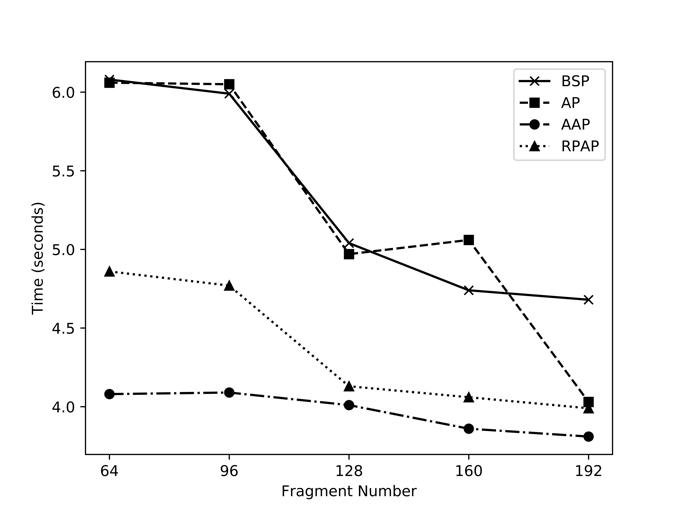 BSP
AP
AAP
RPAP
Time (seconds)
6.0
5.5
5.0
4.5
4.0
64 96 128 160 192
Fragment Number